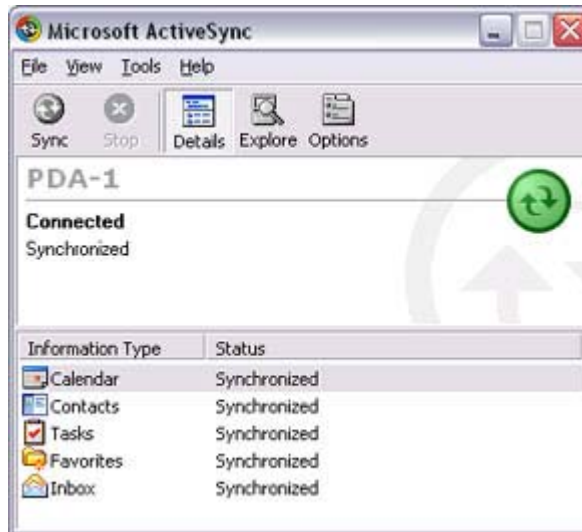 Microsoft ActiveSync
File View Tools Help
Sync Stop Details Explore Options
PDA-1
Connected
Synchronized
Information Type Status
Calendar Synchronized
Contacts Synchronized
Tasks Synchronized
Favorites Synchronized
Inbox Synchronized